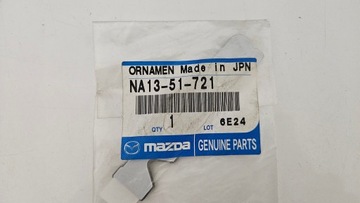 ORNAMEN Made in JPN
NA13-51-721
1
QTY LOT 6E24
mazda GENUINE PARTS